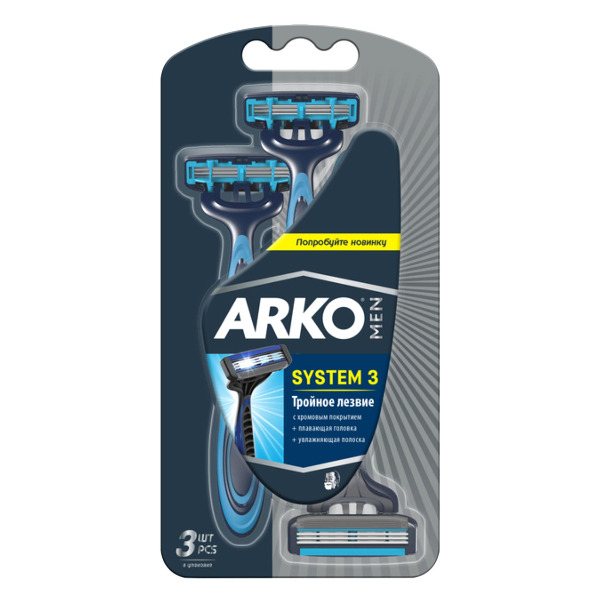 Попробуйте новинку
ARKO MEN
SYSTEM 3
Тройное лезвие
с хромовым покрытием
+ плавающая головка
+ увлажняющая полоска
3 ШТ
PCS
в упаковке